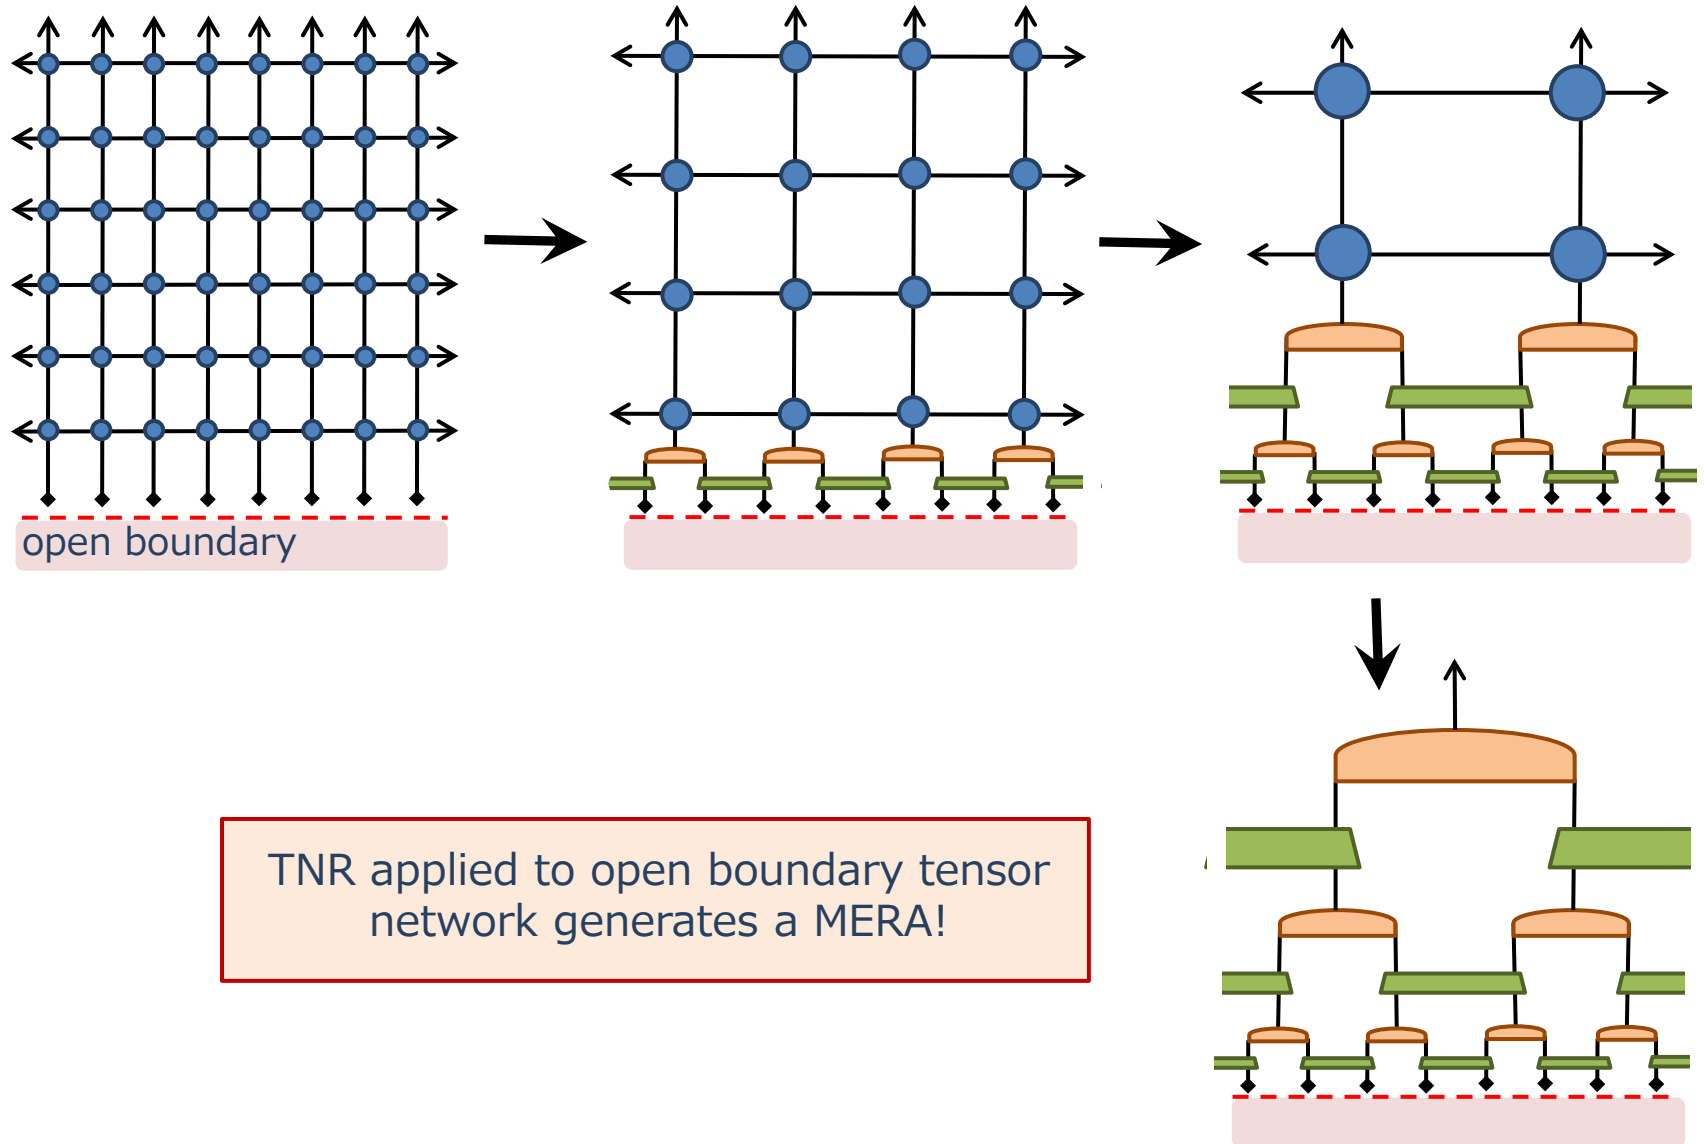 open boundary
TNR applied to open boundary tensor
network generates a MERA!